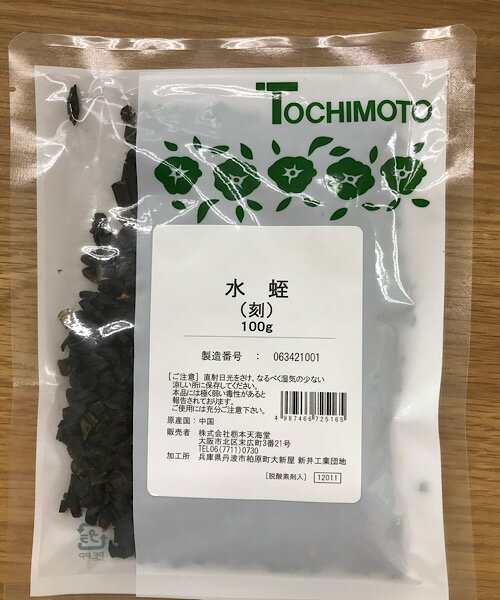 TOCHIMOTO
水 蛭
（刻）
100g
製造番号 ： 063421001
［ご注意］ 直射日光をさけ、なるべく湿気の少ない
涼しい所に保存してください。
本品には極く弱い毒性があると
報告されております。
ご使用には充分ご注意下さい。
4987466725165
原産国：中国
販売者 株式会社栃本天海堂
大阪市北区末広町3番21号
TEL06(7711)0730
加工所 兵庫県丹波市柏原町大新屋 新井工業団地
［脱酸素剤入］ 12011
プラ
PE,PP